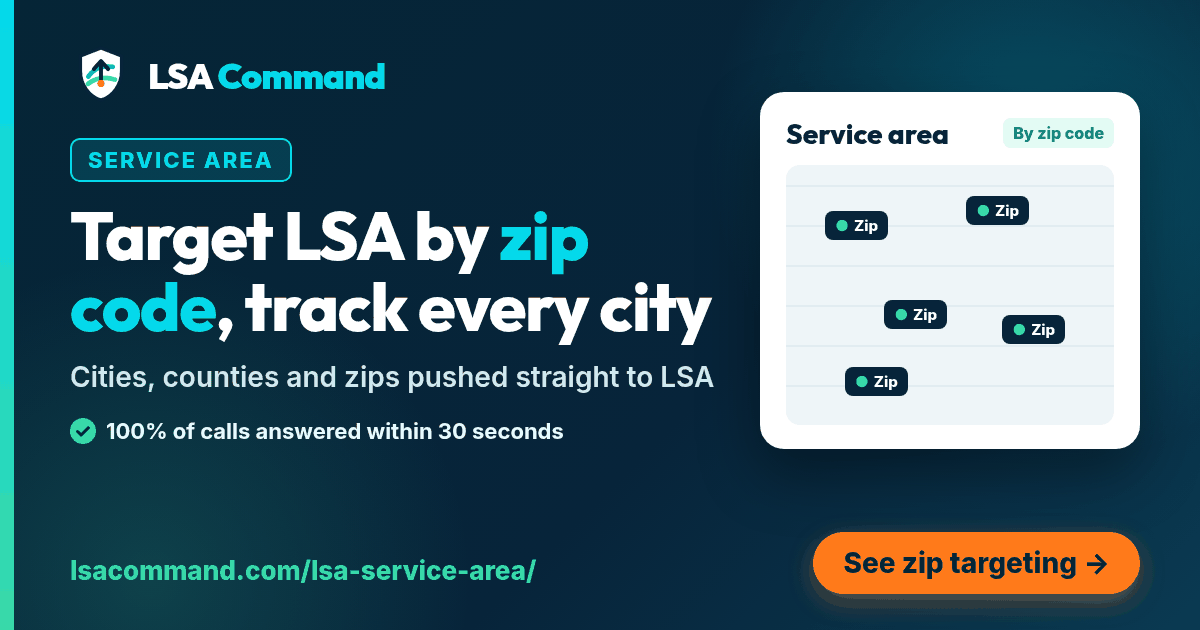 LSA Command
SERVICE AREA
Target LSA by zip
code, track every city
Cities, counties and zips pushed straight to LSA
100% of calls answered within 30 seconds
lsacommand.com/lsa-service-area/
Service area
By zip code
Zip
Zip
Zip
Zip
Zip
See zip targeting →